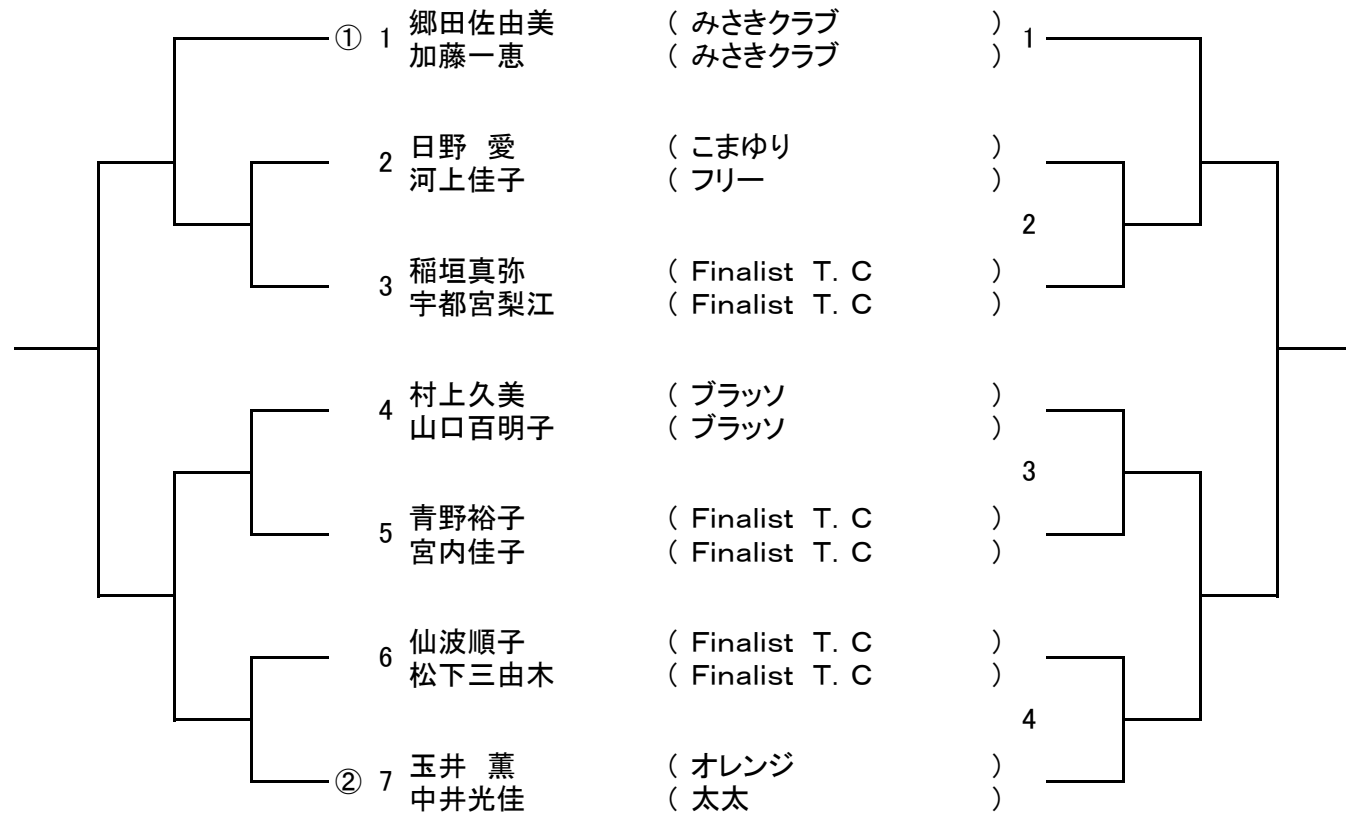 ① 1 郷田佐由美 ( みさきクラブ ) 1
加藤一恵 ( みさきクラブ )
2 日野 愛 ( こまゆり )
河上佳子 ( フリー )
2
3 稲垣真弥 ( Finalist T.C )
宇都宮梨江 ( Finalist T.C )
4 村上久美 ( ブラッソ )
山口百明子 ( ブラッソ )
3
5 青野裕子 ( Finalist T.C )
宮内佳子 ( Finalist T.C )
6 仙波順子 ( Finalist T.C )
松下三由木 ( Finalist T.C )
4
② 7 玉井 薫 ( オレンジ )
中井光佳 ( 太太 )